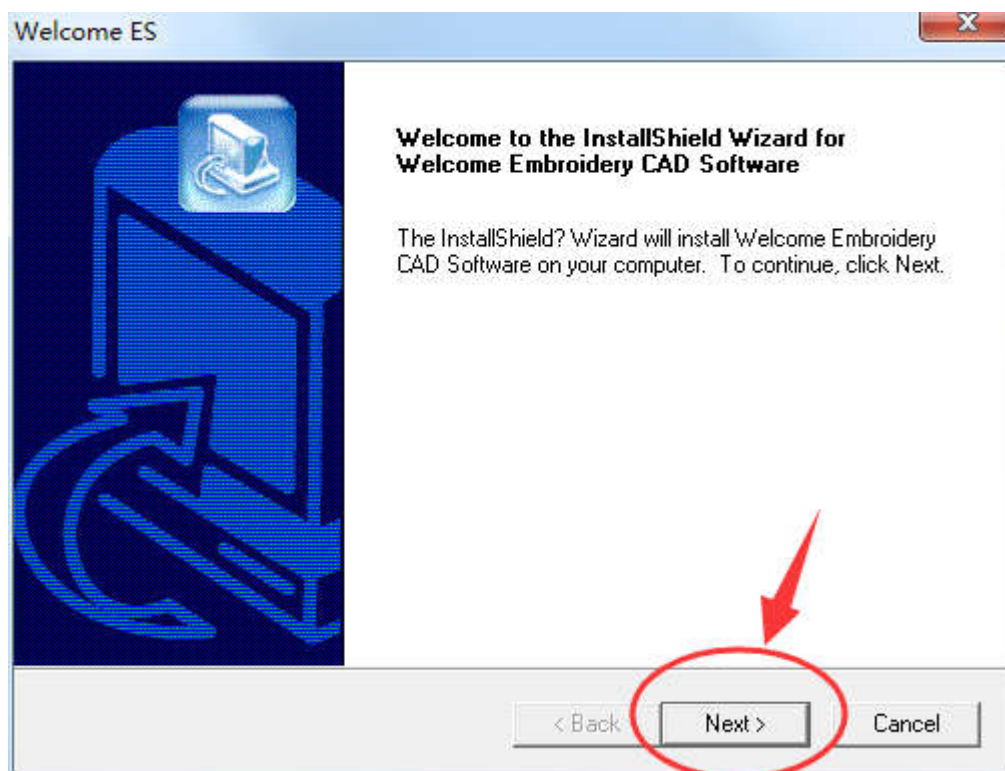 Welcome ES
Welcome to the InstallShield Wizard for
Welcome Embroidery CAD Software
The InstallShield? Wizard will install Welcome Embroidery
CAD Software on your computer.  To continue, click Next.
< Back
Next >
Cancel